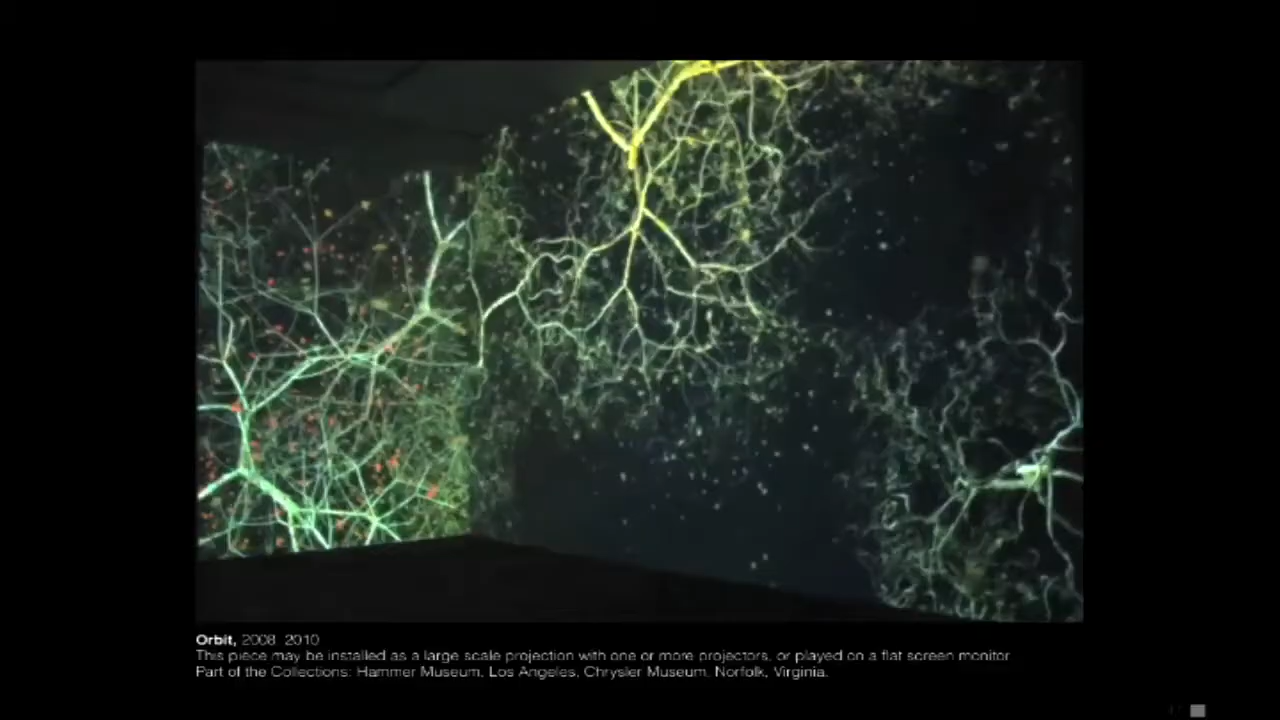 Orbit, 2008 2010
This piece may be installed as a large scale projection with one or more projectors, or played on a flat screen monitor
Part of the Collections: Hammer Museum, Los Angeles, Chrysler Museum, Norfolk, Virginia.